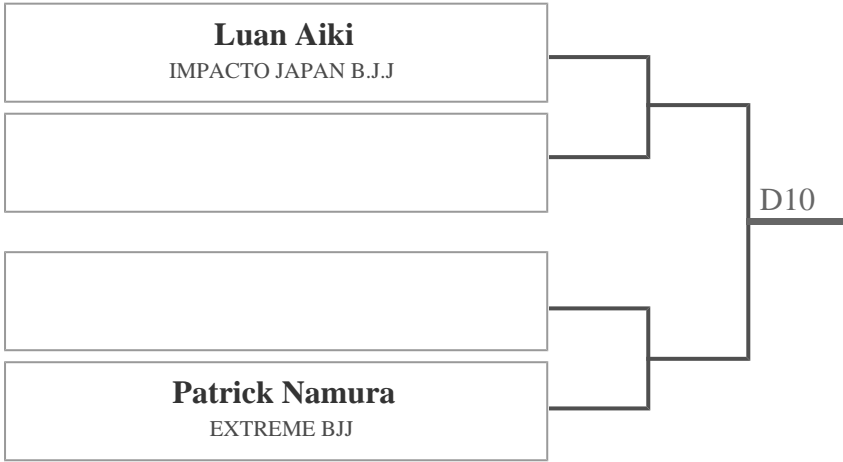 Luan Aiki
IMPACTO JAPAN B.J.J
D10
Patrick Namura
EXTREME BJJ